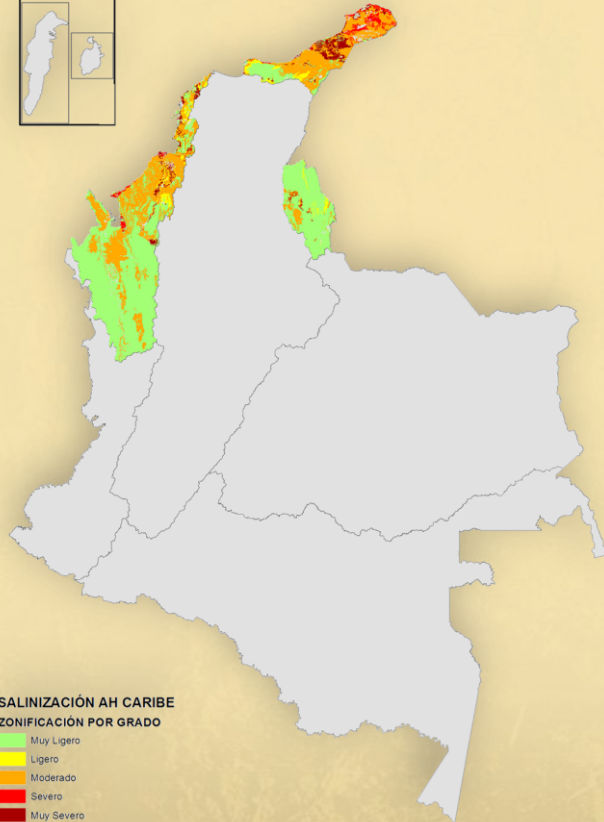 SALINIZACIÓN AH CARIBE
ZONIFICACIÓN POR GRADO
Muy Ligero
Ligero
Moderado
Severo
Muy Severo